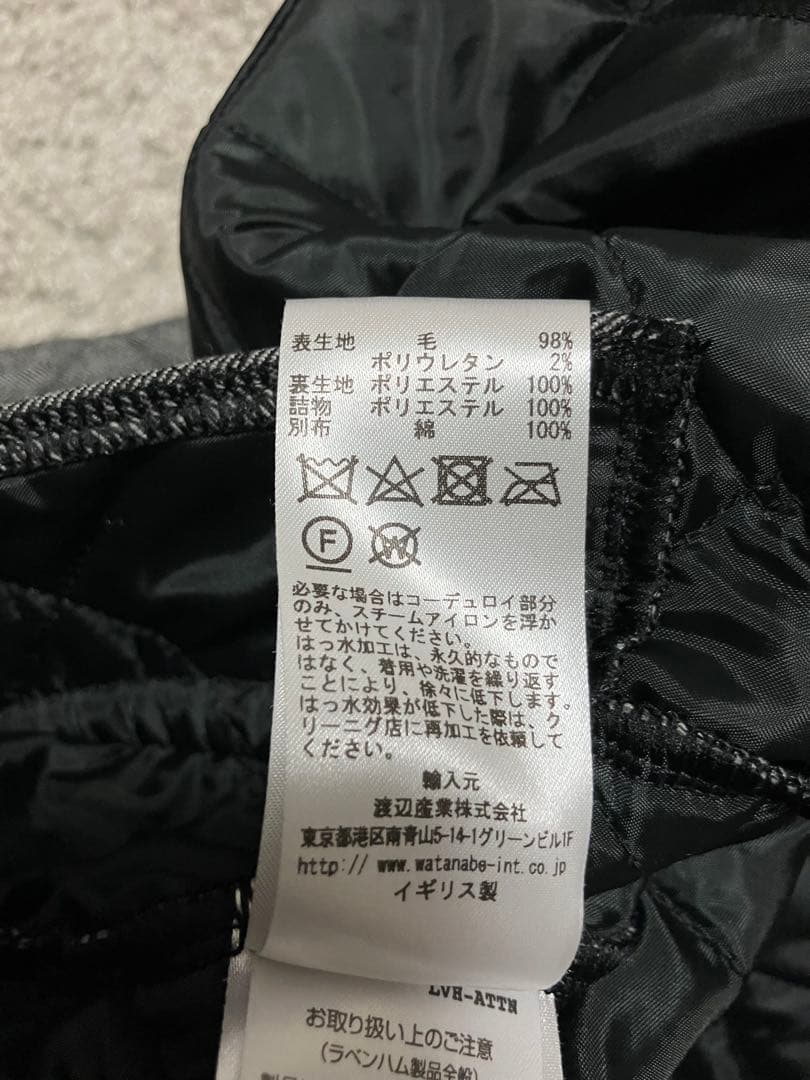 表生地 毛 98%
ポリウレタン 2%
裏生地 ポリエステル 100%
詰物 ポリエステル 100%
別布 綿 100%
F W
必要な場合はコーデュロイ部分
のみ、スチームアイロンを浮か
せてかけてください。
はっ水加工は、永久的なもので
はなく、着用や洗濯を繰り返す
ことにより、徐々に低下します。
はっ水効果が低下した際は、ク
リーニング店に再加工を依頼して
ください。
輸入元
渡辺産業株式会社
東京都港区南青山5-14-1グリーンビル1F
http:// www.watanabe-int.co.jp
イギリス製
LVH-ATTN
お取り扱い上のご注意
(ラベンハム製品全般)